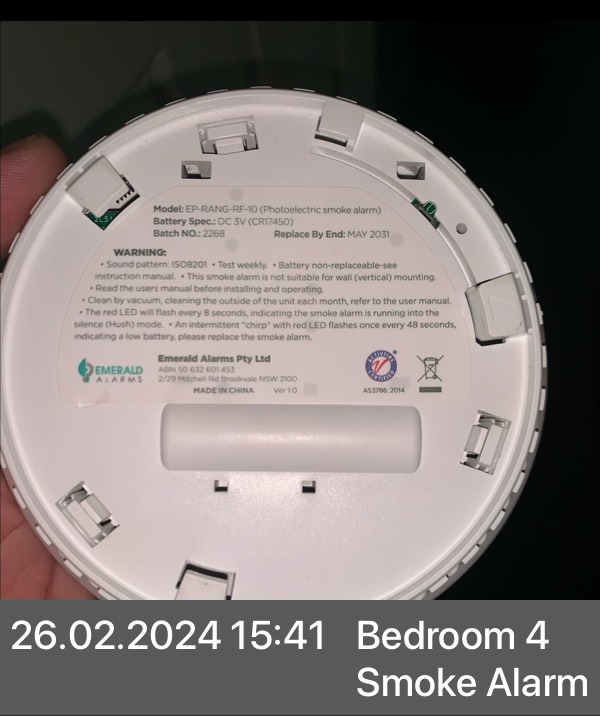 Model: EP-RANG-RF-10 (Photoelectric smoke alarm)
Battery Spec.: DC 3V (CR17450)
Batch NO.: 2268 Replace By End: MAY 2031
WARNING:
• Sound pattern: ISO8201 • Test weekly. • Battery non-replaceable-see
instruction manual. • This smoke alarm is not suitable for wall (vertical) mounting.
• Read the users manual before installing and operating.
• Clean by vacuum, cleaning the outside of the unit each month, refer to the user manual.
• The red LED will flash every 8 seconds, indicating the smoke alarm is running into the
silence (Hush) mode. • An intermittent "chirp" with red LED flashes once every 48 seconds,
indicating a low battery, please replace the smoke alarm.
EMERALD
ALARMS
Emerald Alarms Pty Ltd
ABN 50 632 601 453
2/29 Mitchell Rd Brookvale NSW 2100
MADE IN CHINA Ver1.0
AS3786: 2014
26.02.2024 15:41 Bedroom 4
Smoke Alarm